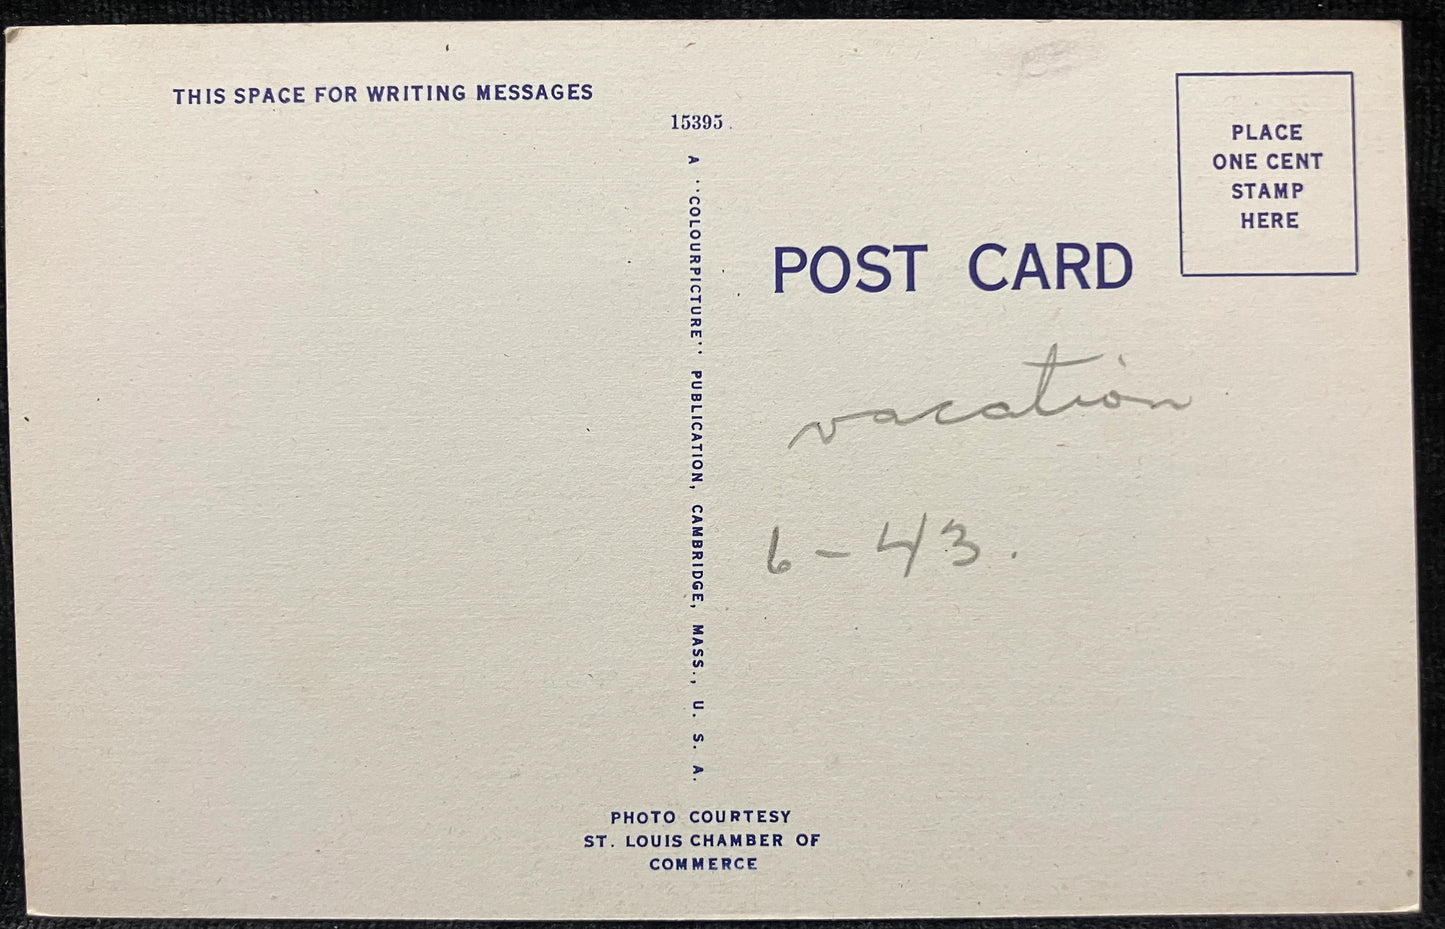 THIS SPACE FOR WRITING MESSAGES
15395
A "COLOURPICTURE" PUBLICATION, CAMBRIDGE, MASS., U. S. A.
PLACE
ONE CENT
STAMP
HERE
POST CARD
vacation
6-43.
PHOTO COURTESY
ST. LOUIS CHAMBER OF
COMMERCE